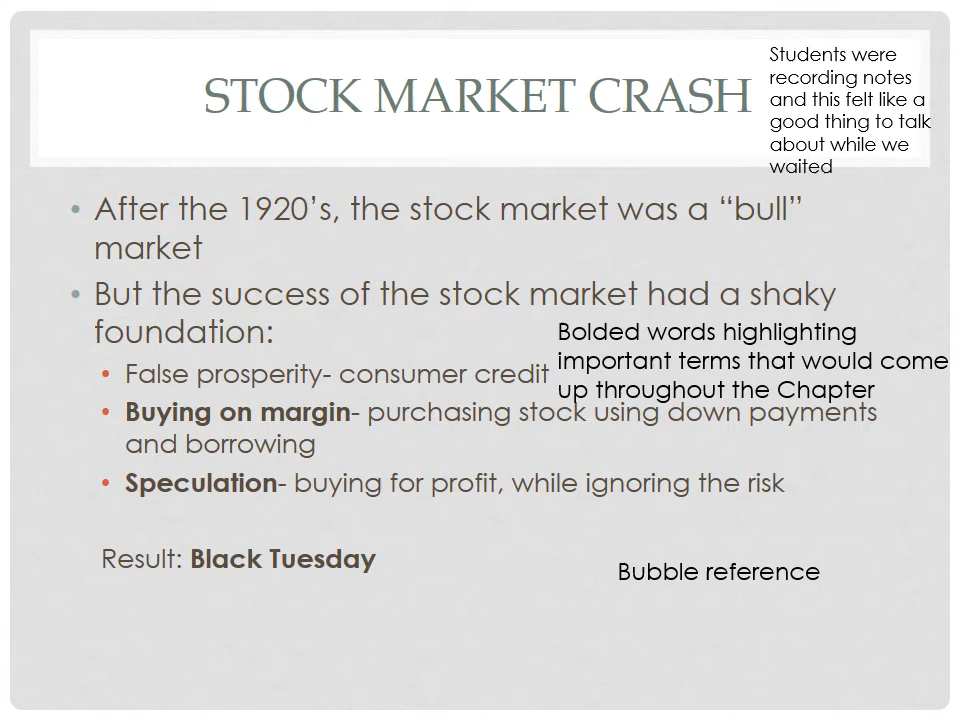 STOCK MARKET CRASH
Students were
recording notes
and this felt like a
good thing to talk
about while we
waited
• After the 1920’s, the stock market was a “bull”
market
• But the success of the stock market had a shaky
foundation:
• False prosperity- consumer credit
Bolded words highlighting
important terms that would come
up throughout the Chapter
• Buying on margin- purchasing stock using down payments
and borrowing
• Speculation- buying for profit, while ignoring the risk
Result: Black Tuesday
Bubble reference